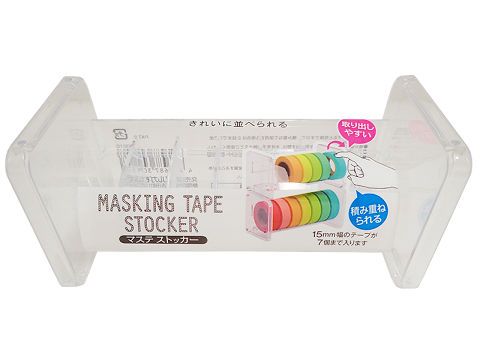 きれいに並べられる
取り出し
やすい
MASKING TAPE
STOCKER
マステ ストッカー
積み重ね
られる
15mm幅のテープが
7個まで入ります